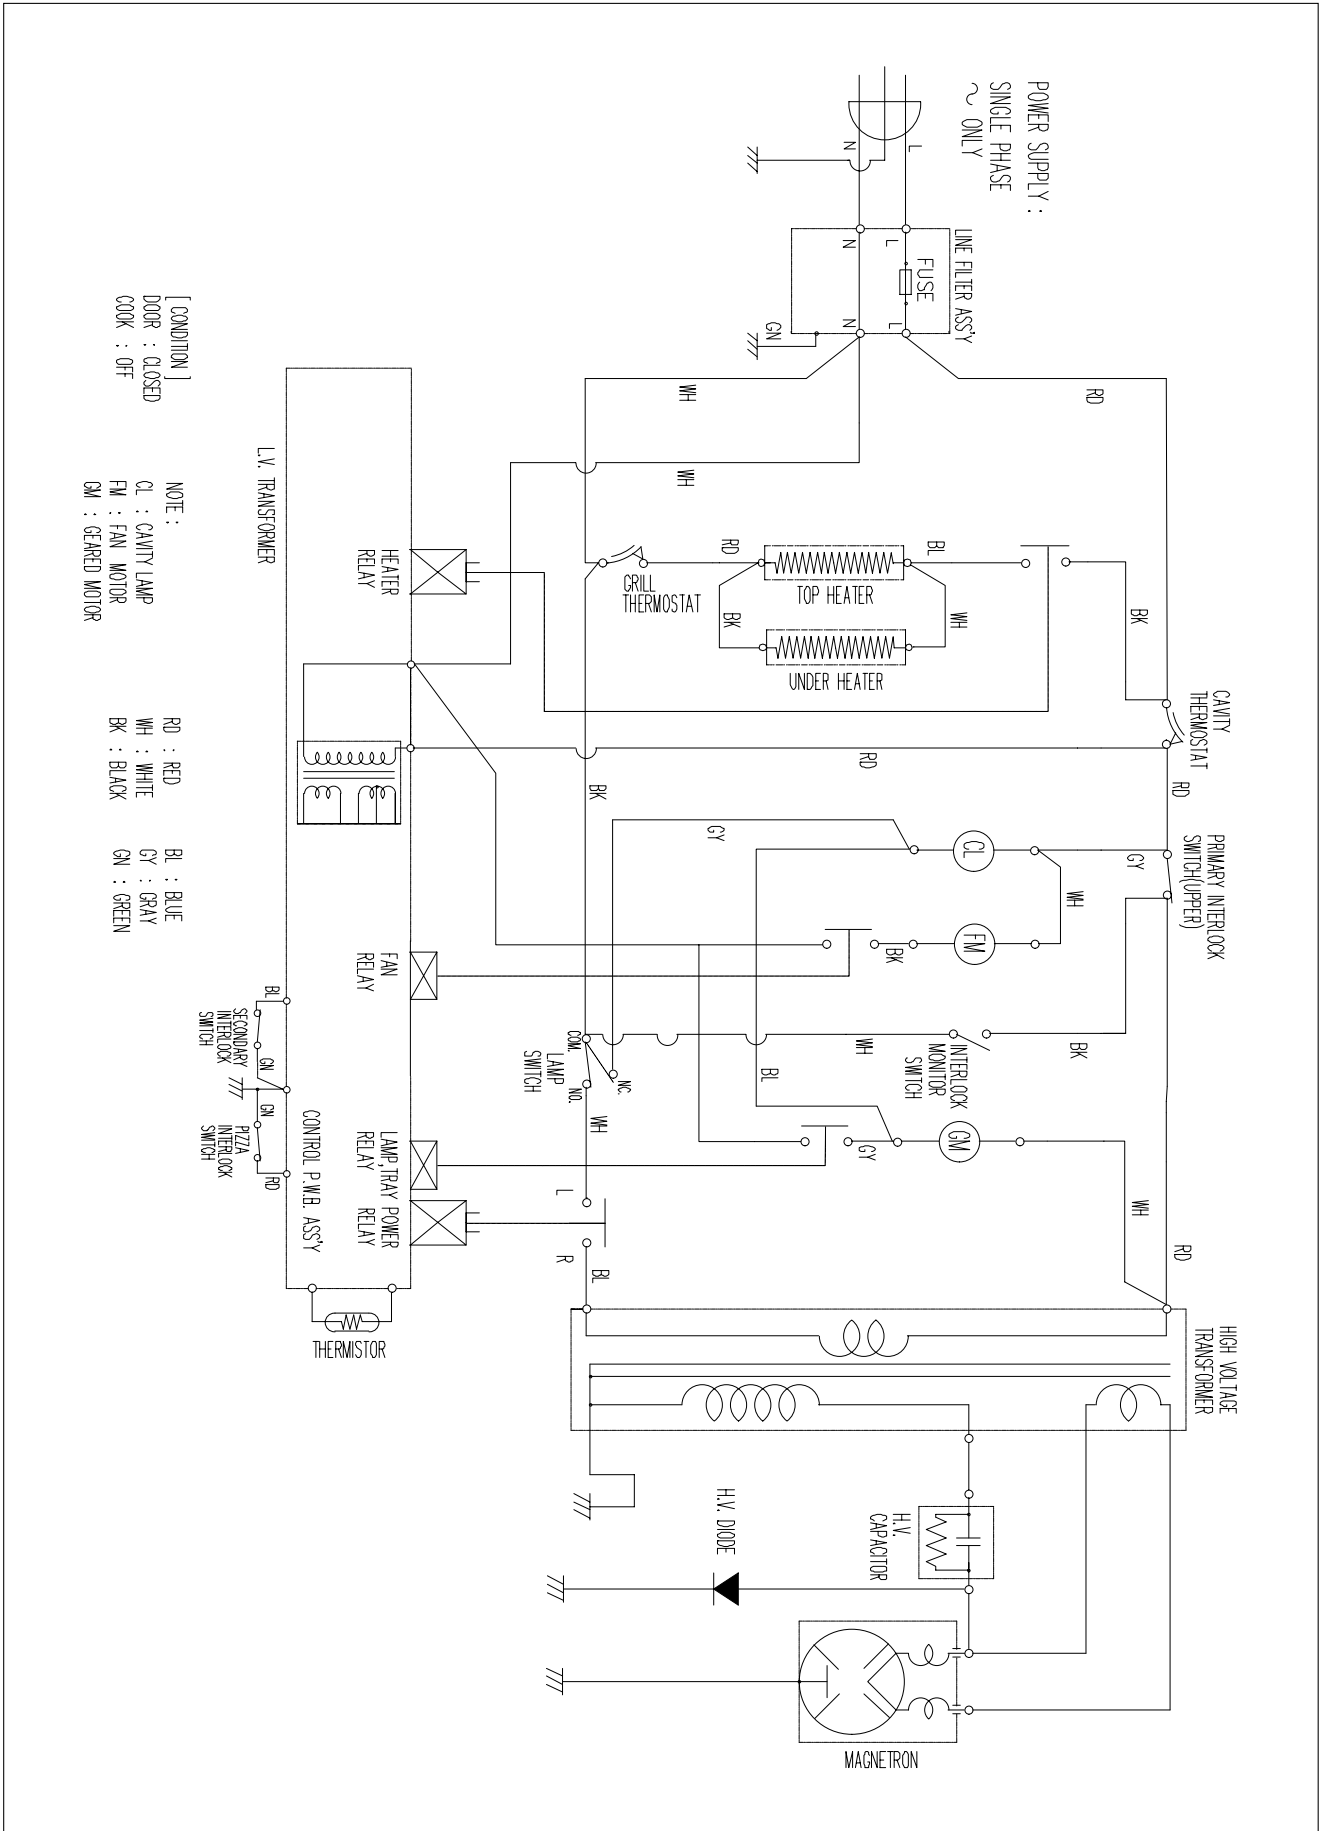 POWER SUPPLY :
SINGLE PHASE
~ ONLY
L
N
LINE FILTER ASS'Y
L
N
FUSE
L
N
GN
RD
WH
WH
BK
BL
RD
TOP HEATER
WH
BK
UNDER HEATER
GRILL
THERMOSTAT
CAVITY
THERMOSTAT
RD
RD
BK
PRIMARY INTERLOCK
SWITCH(UPPER)
GY
CL
GY
WH
FM
BK
BK
INTERLOCK
MONITOR
SWITCH
WH
BL
COM.
NC.
NO.
LAMP
SWITCH
WH
GM
GY
WH
RD
L
R
BL
HIGH VOLTAGE
TRANSFORMER
H.V.
CAPACITOR
H.V. DIODE
MAGNETRON
HEATER
RELAY
L.V. TRANSFORMER
FAN
RELAY
LAMP,TRAY
RELAY
POWER
RELAY
CONTROL P.W.B. ASS'Y
THERMISTOR
BL
SECONDARY
INTERLOCK
SWITCH
GN
GN
PIZZA
INTERLOCK
SWITCH
RD
[ CONDITION ]
DOOR : CLOSED
COOK : OFF
NOTE :
CL : CAVITY LAMP
FM : FAN MOTOR
GM : GEARED MOTOR
RD : RED
WH : WHITE
BK : BLACK
BL : BLUE
GY : GRAY
GN : GREEN